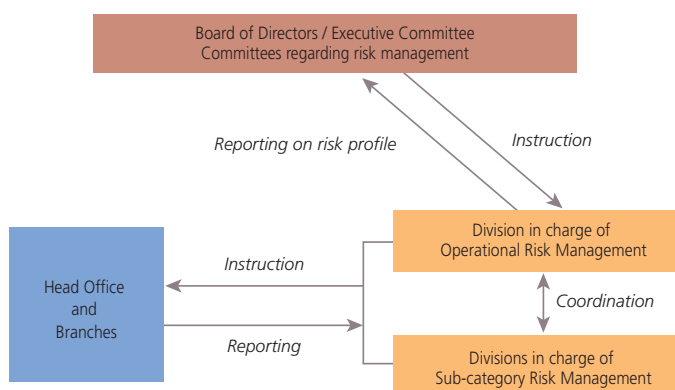 Board of Directors / Executive Committee
Committees regarding risk management
Reporting on risk profile
Instruction
Division in charge of
Operational Risk Management
Instruction
Head Office
and
Branches
Coordination
Reporting
Divisions in charge of
Sub-category Risk Management